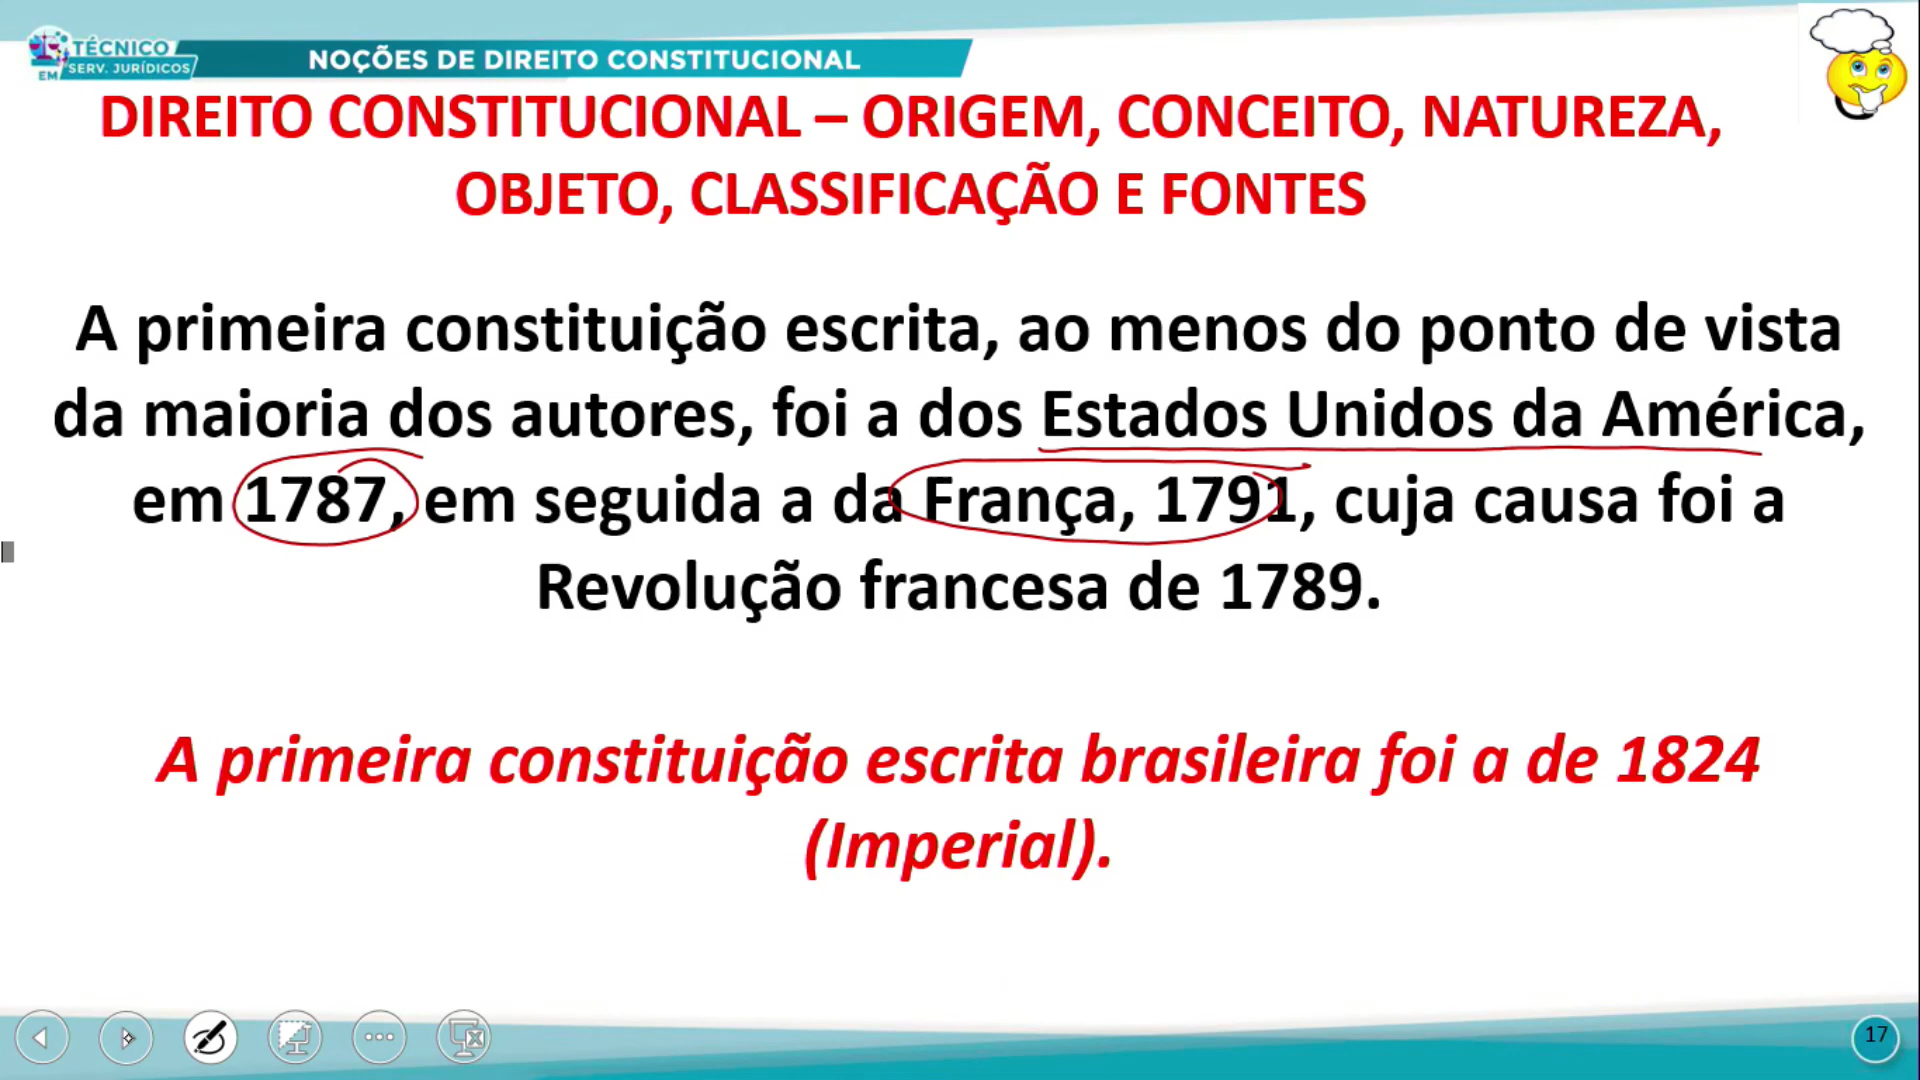 TÉCNICO
EM SERV. JURÍDICOS
NOÇÕES DE DIREITO CONSTITUCIONAL
DIREITO CONSTITUCIONAL – ORIGEM, CONCEITO, NATUREZA,
OBJETO, CLASSIFICAÇÃO E FONTES
A primeira constituição escrita, ao menos do ponto de vista
da maioria dos autores, foi a dos Estados Unidos da América,
em 1787, em seguida a da França, 1791, cuja causa foi a
Revolução francesa de 1789.
A primeira constituição escrita brasileira foi a de 1824
(Imperial).
17